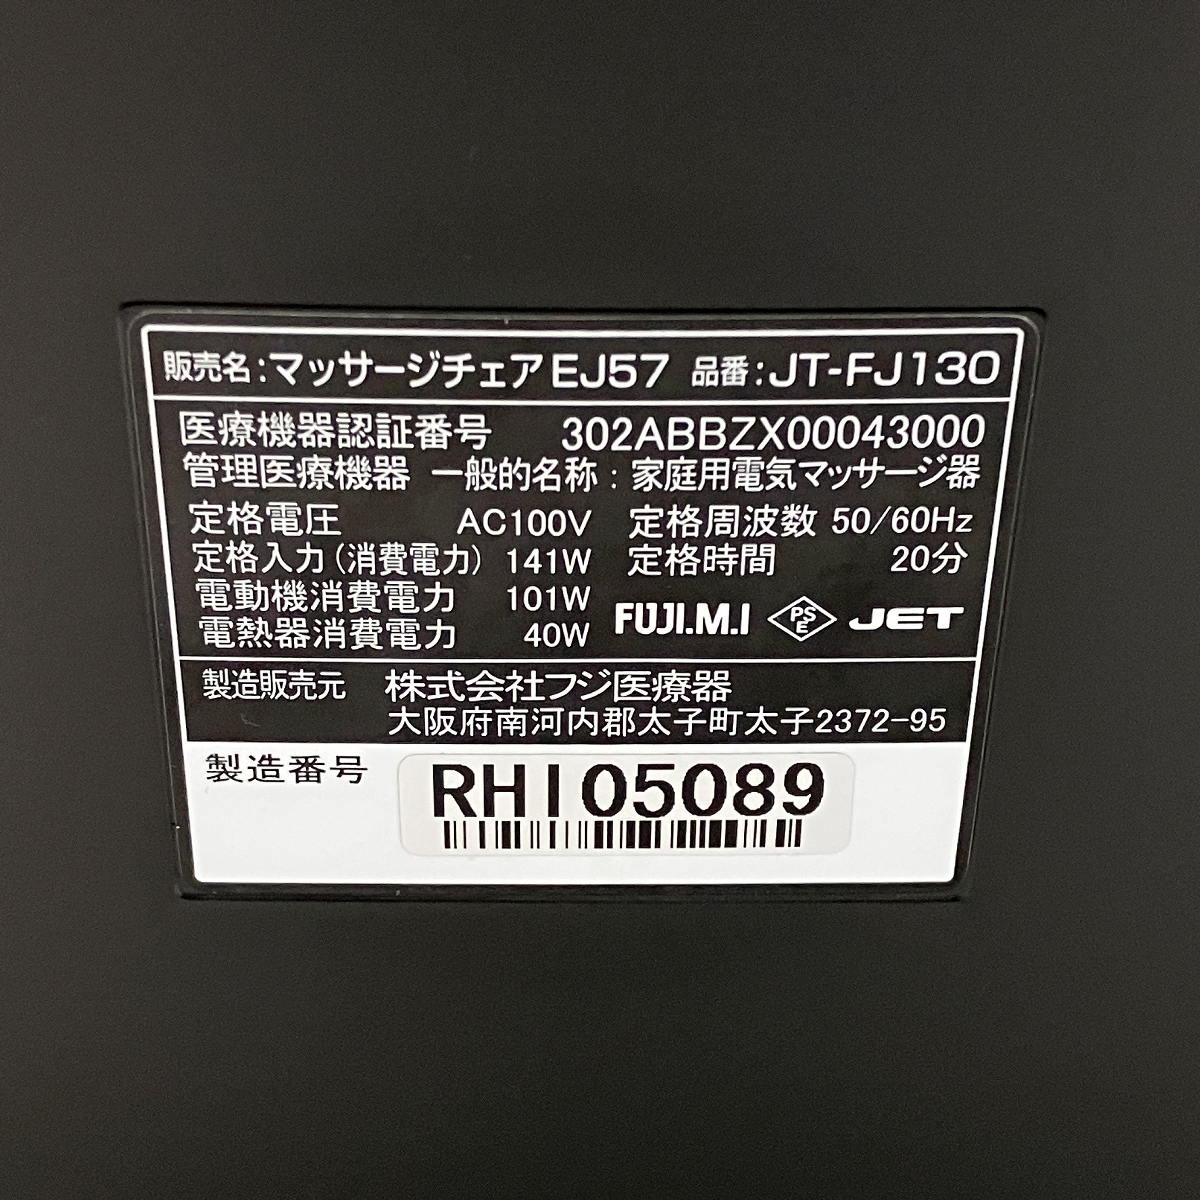 販売名：マッサージチェアEJ57 品番：JT-FJ130
医療機器認証番号 302ABBZX00043000
管理医療機器 一般的名称：家庭用電気マッサージ器
定格電圧 AC100V 定格周波数 50/60Hz
定格入力(消費電力) 141W 定格時間 20分
電動機消費電力 101W
電熱器消費電力 40W FUJI.M.I PSE JET
製造販売元 株式会社フジ医療器
大阪府南河内郡太子町太子2372-95
製造番号 RHI05089